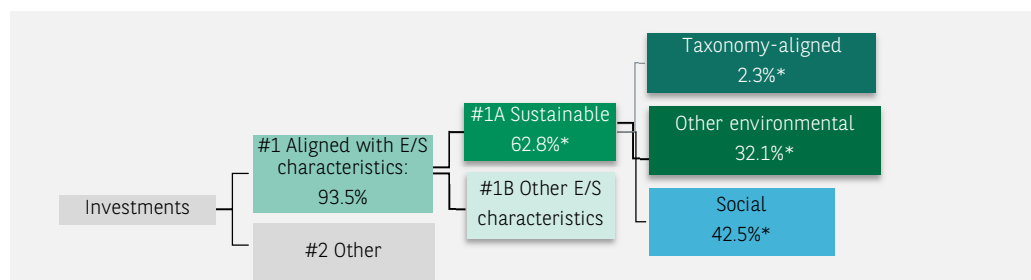 Taxonomy-aligned
2.3%*
#1A Sustainable
62.8%*
Other environmental
32.1%*
#1 Aligned with E/S
characteristics:
93.5%
#1B Other E/S
characteristics
Social
42.5%*
Investments
#2 Other